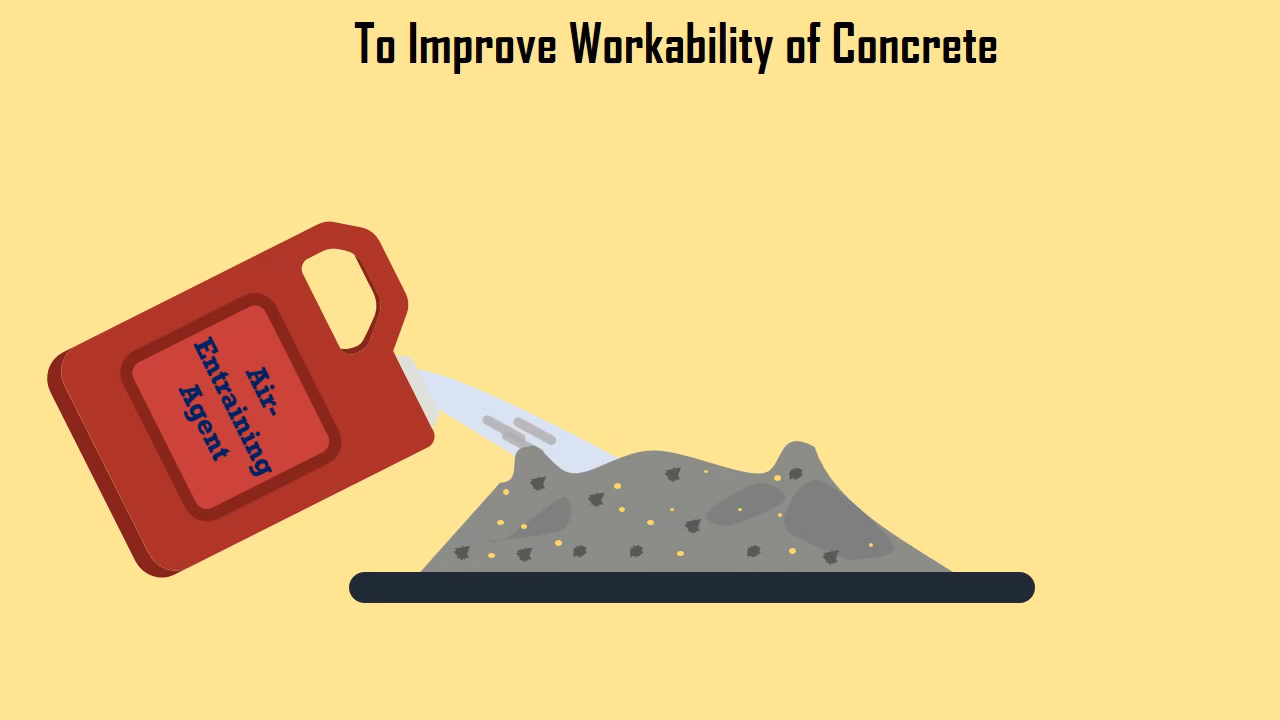 To Improve Workability of Concrete
Air-
Entraining
Agent